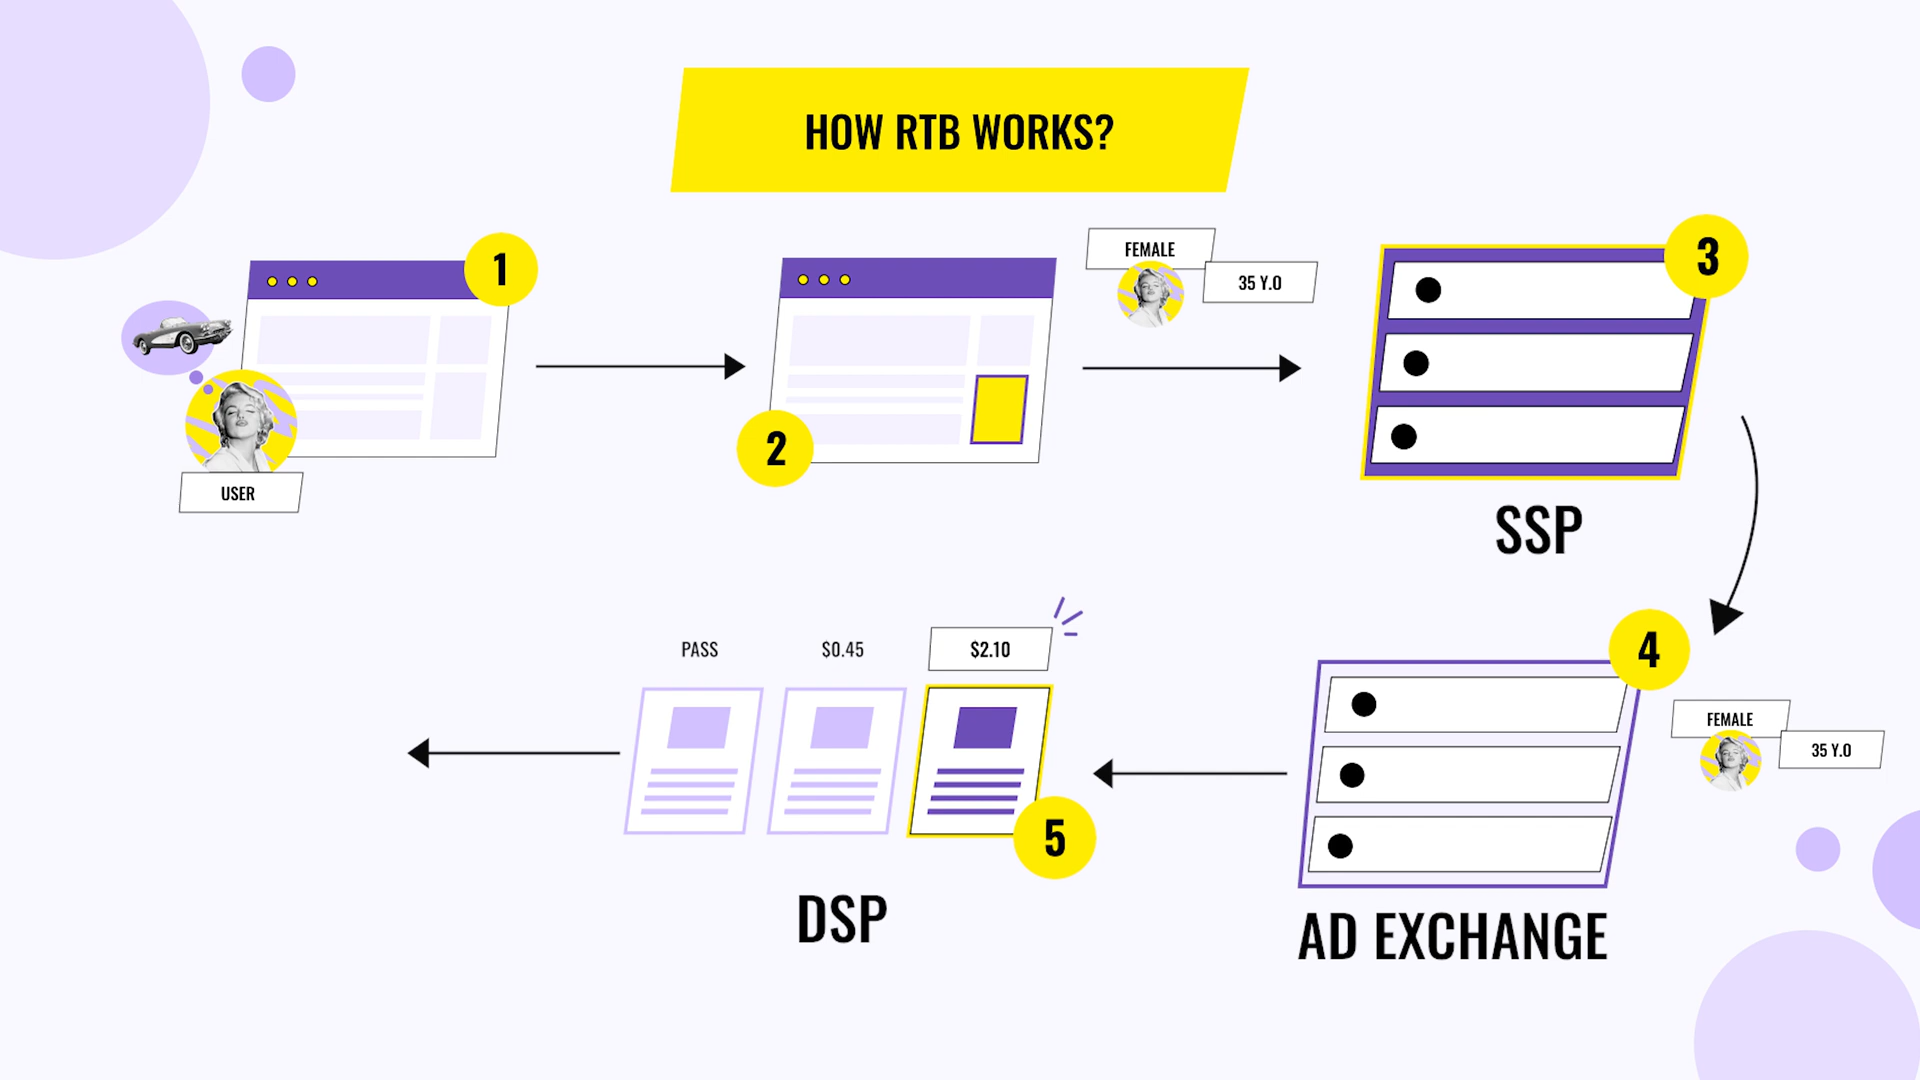 HOW RTB WORKS?
1
USER
2
FEMALE
35 Y.O
3
SSP
4
FEMALE
35 Y.O
AD EXCHANGE
PASS
$0.45
$2.10
5
DSP